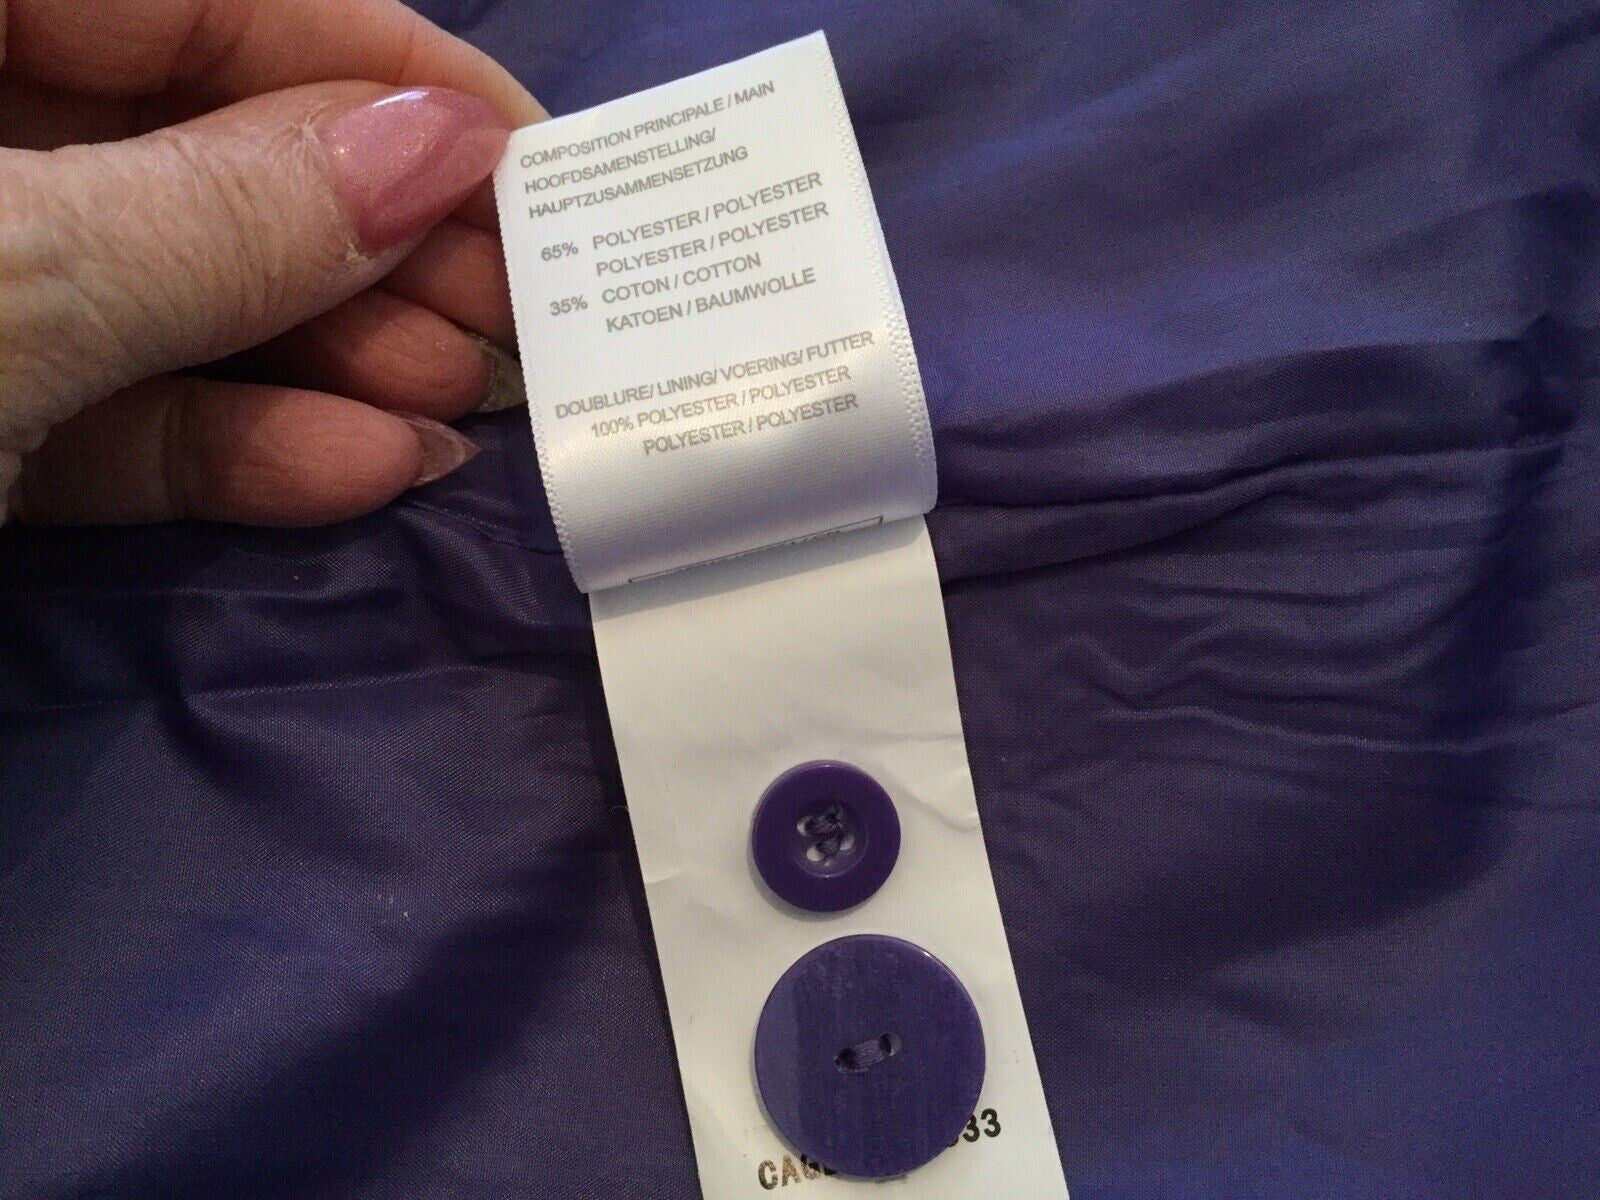 COMPOSITION PRINCIPALE / MAIN
HOOFDSAMENSTELLING/
HAUPTZUSAMMENSETZUNG
65% POLYESTER / POLYESTER
POLYESTER / POLYESTER
35% COTON / COTTON
KATOEN / BAUMWOLLE
DOUBLURE/ LINING/ VOERING/ FUTTER
100% POLYESTER / POLYESTER
POLYESTER / POLYESTER